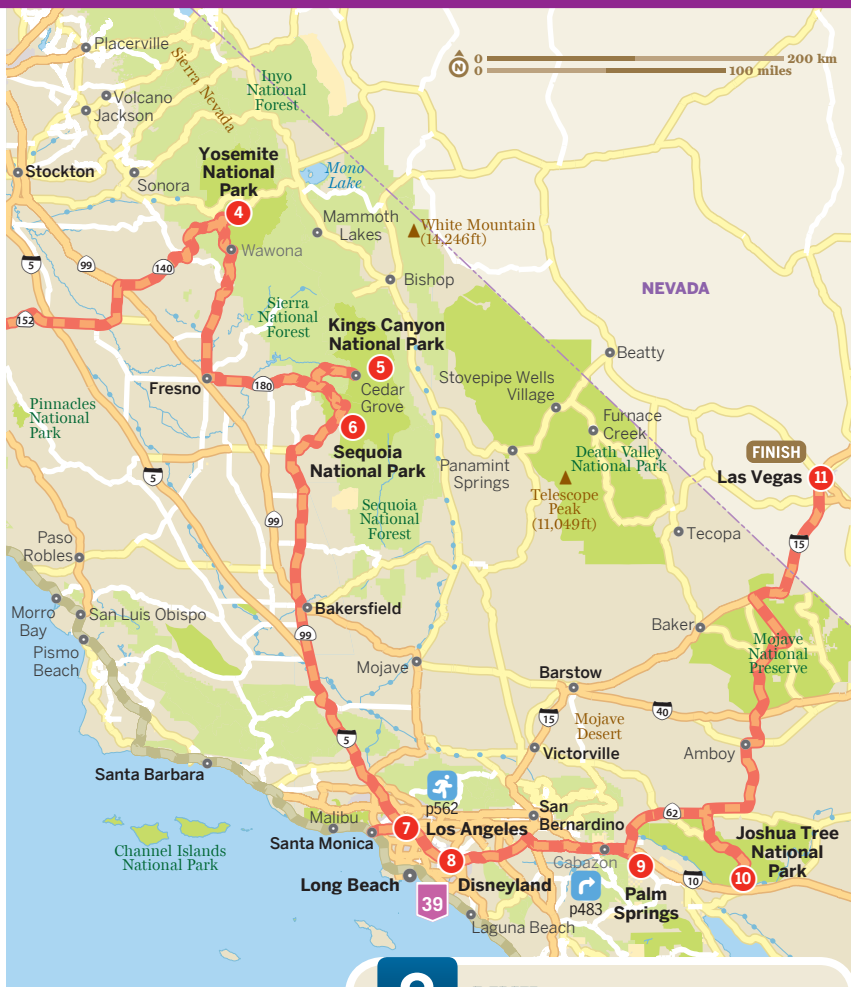 0 200 km
N
0 100 miles
Placerville
Sierra Nevada
Inyo
National
Forest
Volcano
Jackson
Yosemite
National
Park
Mono
Lake
Stockton
Sonora
4
Mammoth
Lakes
White Mountain
(14,246ft)
Wawona
5
99
140
Bishop
NEVADA
Sierra
National
Forest
152
Kings Canyon
National Park
5
Beatty
Fresno
180
Cedar
Grove
Stovepipe Wells
Village
Pinnacles
National
Park
6
Furnace
Creek
Sequoia
National Park
Panamint
Springs
Death Valley
National Park
FINISH
Las Vegas
11
5
Telescope
Peak
(11,049ft)
Sequoia
National
Forest
99
Paso
Robles
Tecopa
15
Morro
Bay
San Luis Obispo
Bakersfield
Pismo
Beach
99
Baker
Mojave
National
Preserve
Mojave
Barstow
40
15
Mojave
Desert
5
Victorville
Amboy
Santa Barbara
p562
Malibu
7
Los Angeles
San
Bernardino
62
Santa Monica
Channel Islands
National Park
8
Cabazon
9
Joshua Tree
National
Park
10
10
Long Beach
Disneyland
39
p483
Palm
Springs
Laguna Beach